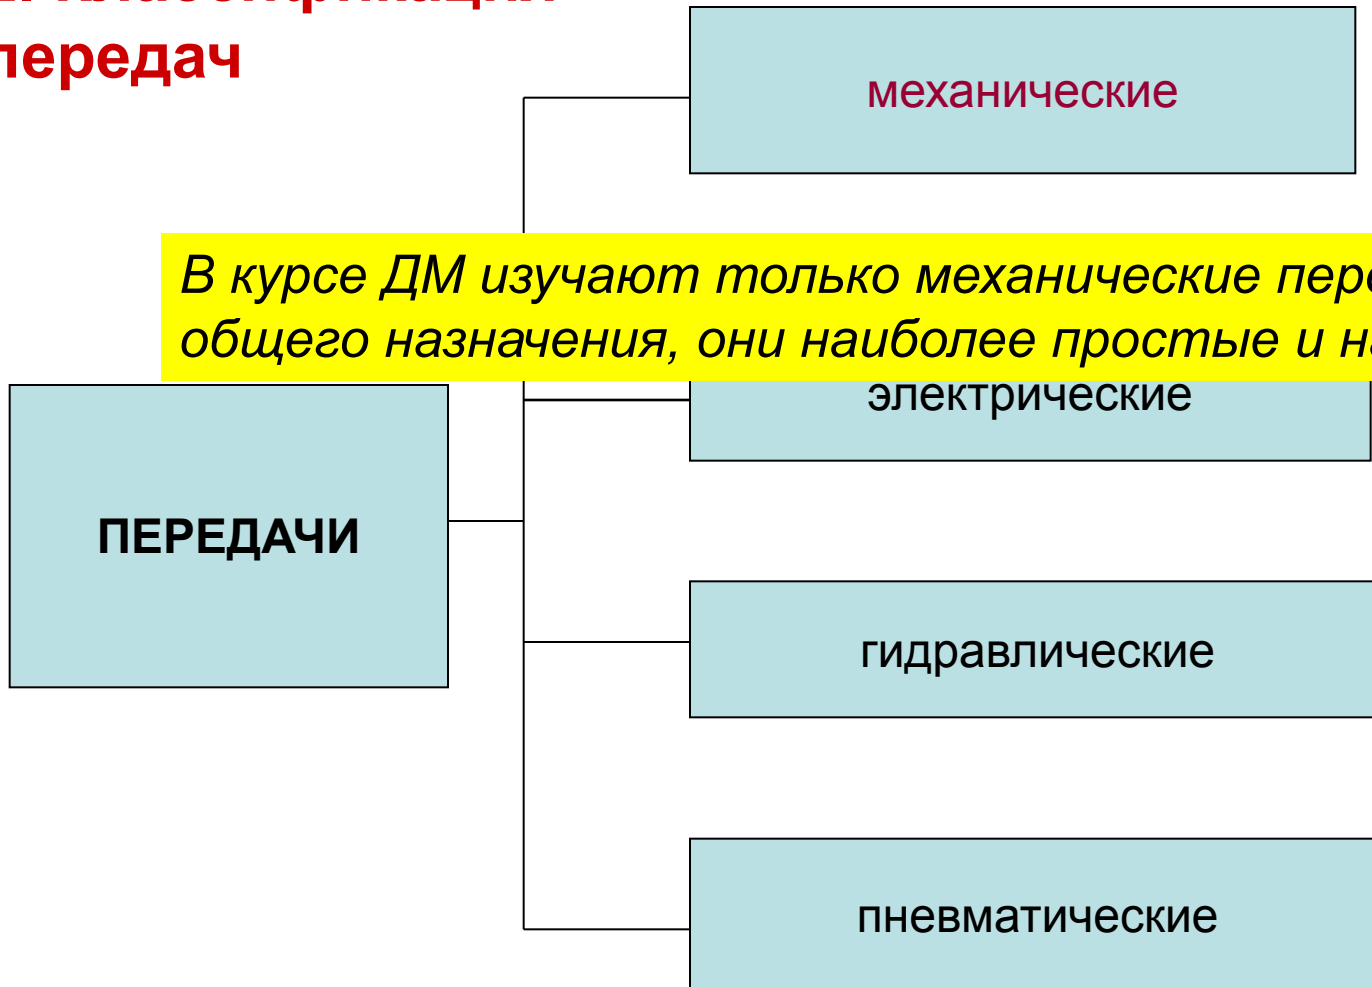 передач
механические
В курсе ДМ изучают только механические
общего назначения, они наиболее простые и
электрические
ПЕРЕДАЧИ
гидравлические
пневматические